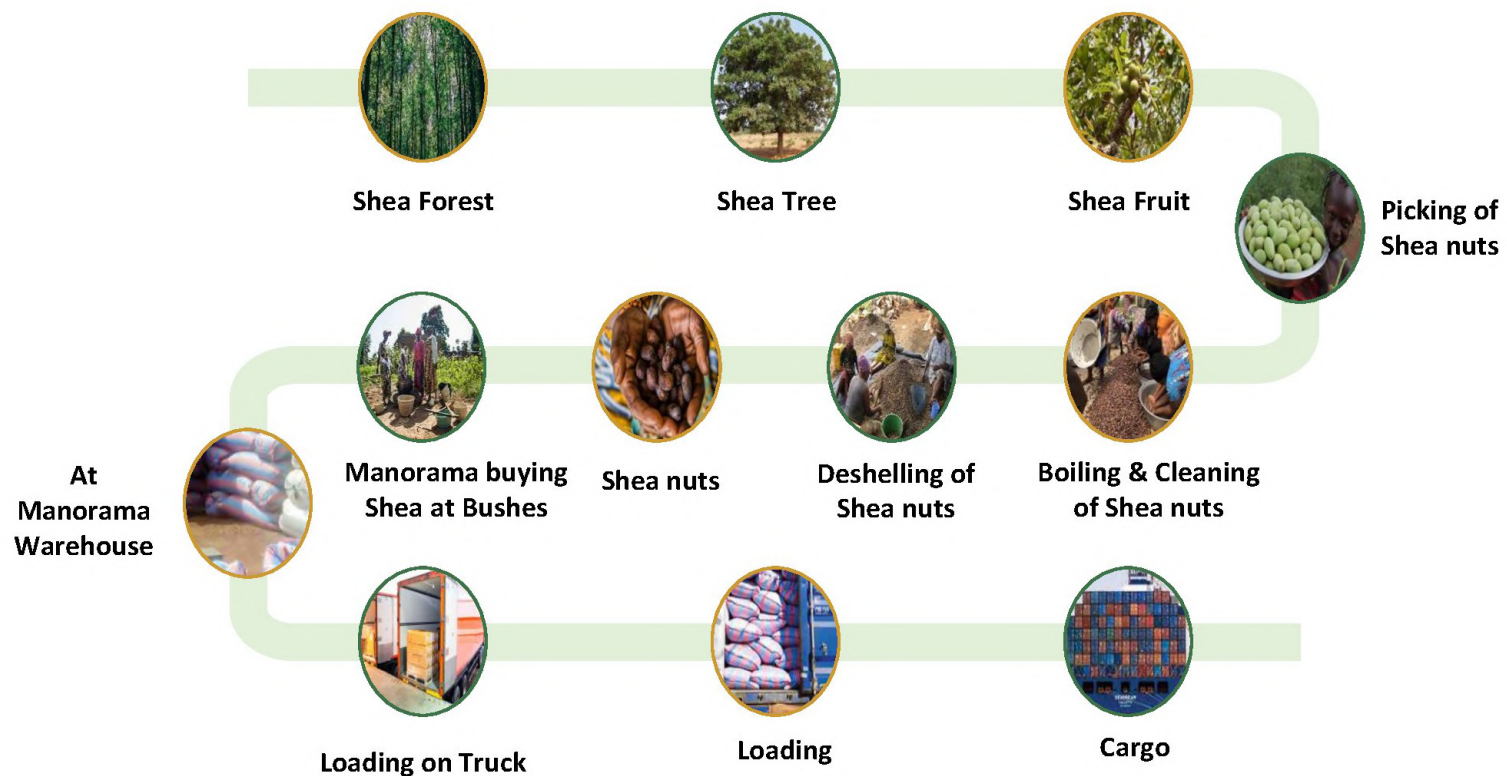 Shea Forest
Shea Tree
Shea Fruit
Picking of
Shea nuts
Boiling & Cleaning
of Shea nuts
Deshelling of
Shea nuts
Shea nuts
Manorama buying
Shea at Bushes
At
Manorama
Warehouse
Loading on Truck
Loading
Cargo